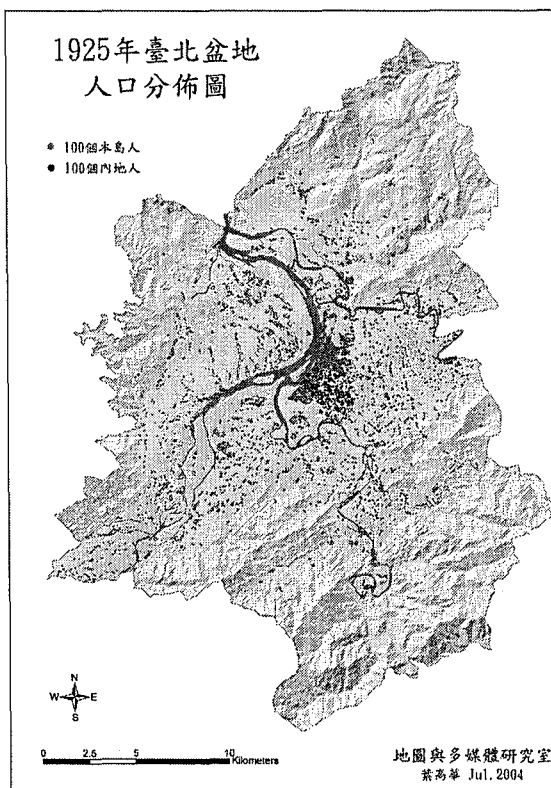 1925年臺北盆地
人口分佈圖
100個本島人
100個內地人
N
W E
S
0 2.5 5 10
Kilometers
地圖與多媒體研究室
葉高華 Jul, 2004